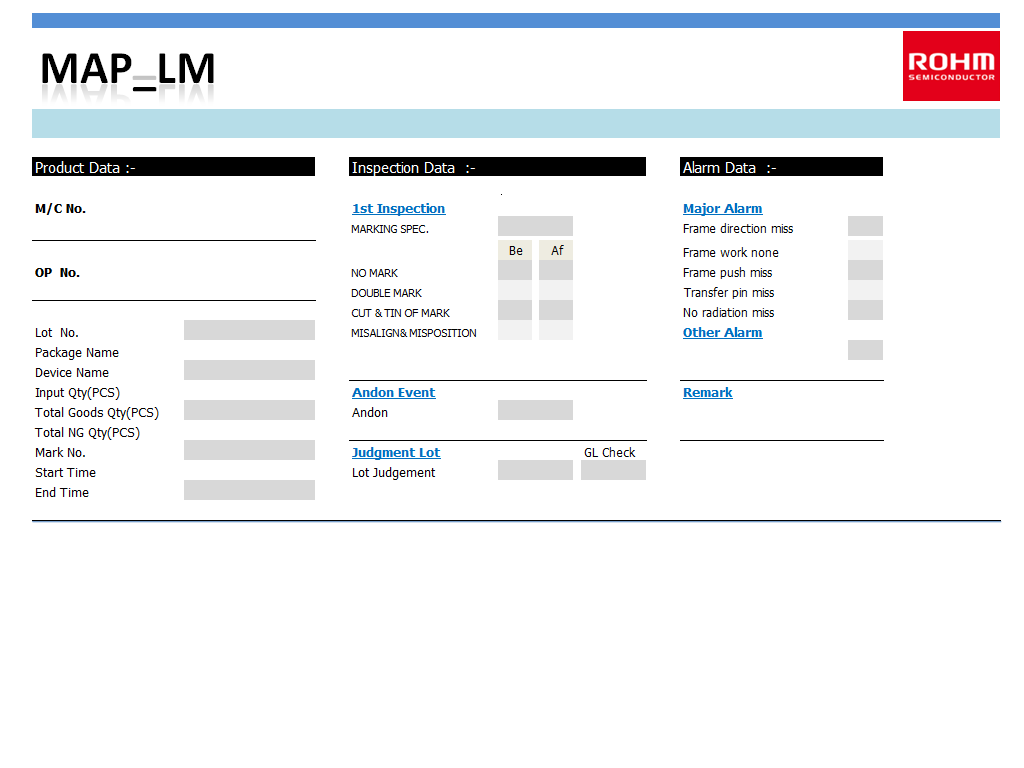 MAP_LM
ROHM
SEMICONDUCTOR
Product Data :-
M/C No.
OP No.
Lot No.
Package Name
Device Name
Input Qty(PCS)
Total Goods Qty(PCS)
Total NG Qty(PCS)
Mark No.
Start Time
End Time
Inspection Data :-
.
1st Inspection
MARKING SPEC.
Be Af
NO MARK
DOUBLE MARK
CUT & TIN OF MARK
MISALIGN& MISPOSITION
Andon Event
Andon
Judgment Lot GL Check
Lot Judgement
Alarm Data :-
Major Alarm
Frame direction miss
Frame work none
Frame push miss
Transfer pin miss
No radiation miss
Other Alarm
Remark